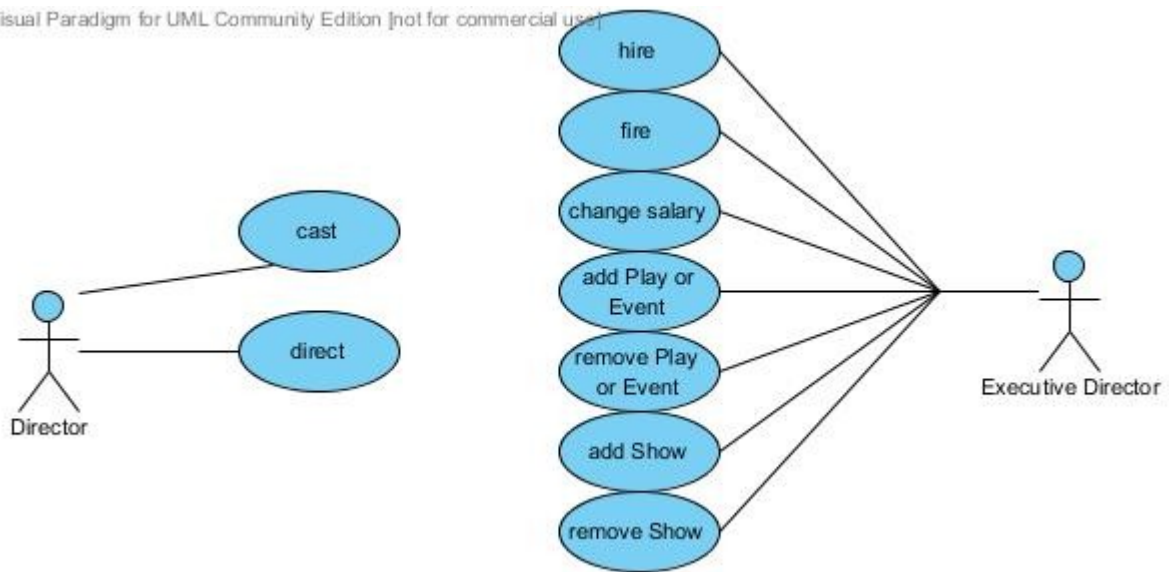 isual Paradigm for UML Community Edition [not for commercial use]
hire
fire
change salary
add Play or
Event
remove Play
or Event
add Show
remove Show
cast
direct
Director
Executive Director